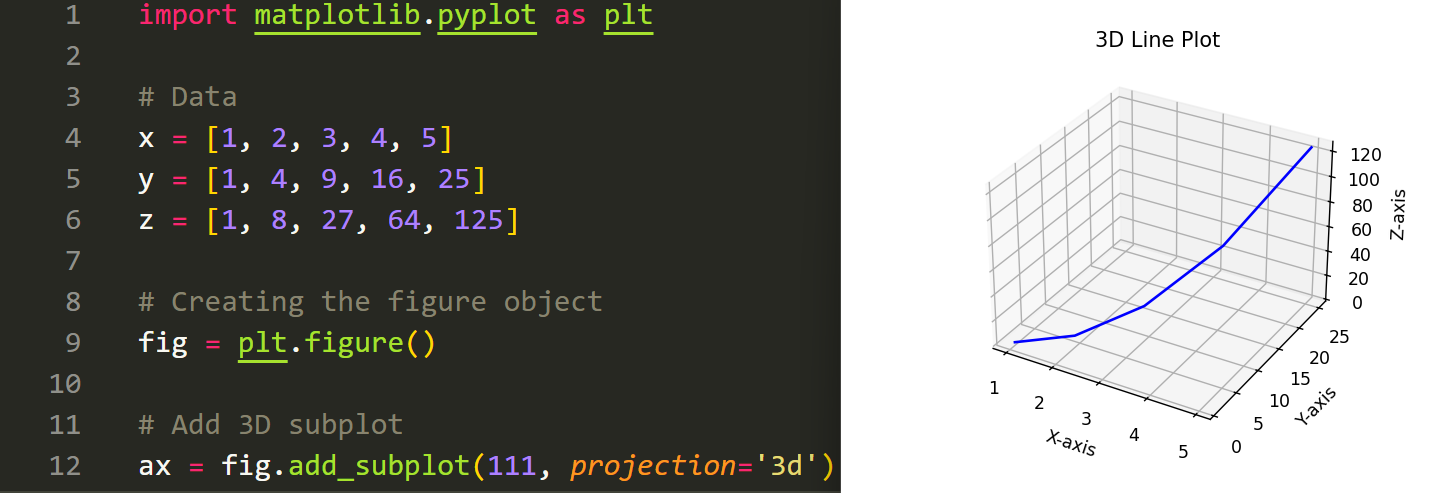 1 import matplotlib.pyplot as plt
2
3 # Data
4 x = [1, 2, 3, 4, 5]
5 y = [1, 4, 9, 16, 25]
6 z = [1, 8, 27, 64, 125]
7
8 # Creating the figure object
9 fig = plt.figure()
10
11 # Add 3D subplot
12 ax = fig.add_subplot(111, projection='3d')
3D Line Plot
120
100
80
60
40
20
0
Z-axis
25
20
15
10
5
0
Y-axis
1
2
3
4
5
X-axis